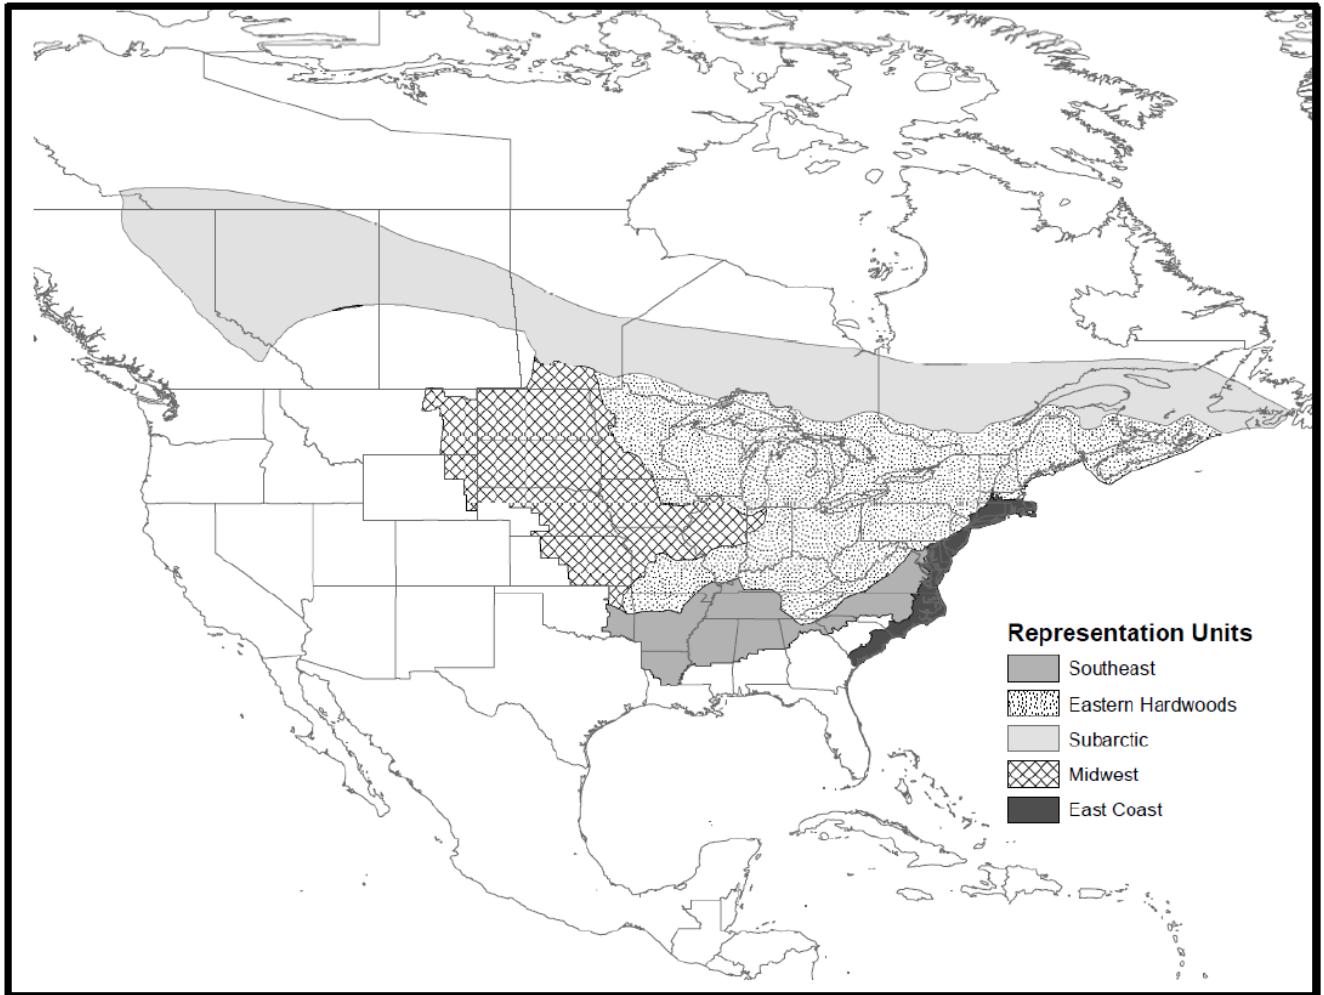 Representation Units
Southeast
Eastern Hardwoods
Subarctic
Midwest
East Coast